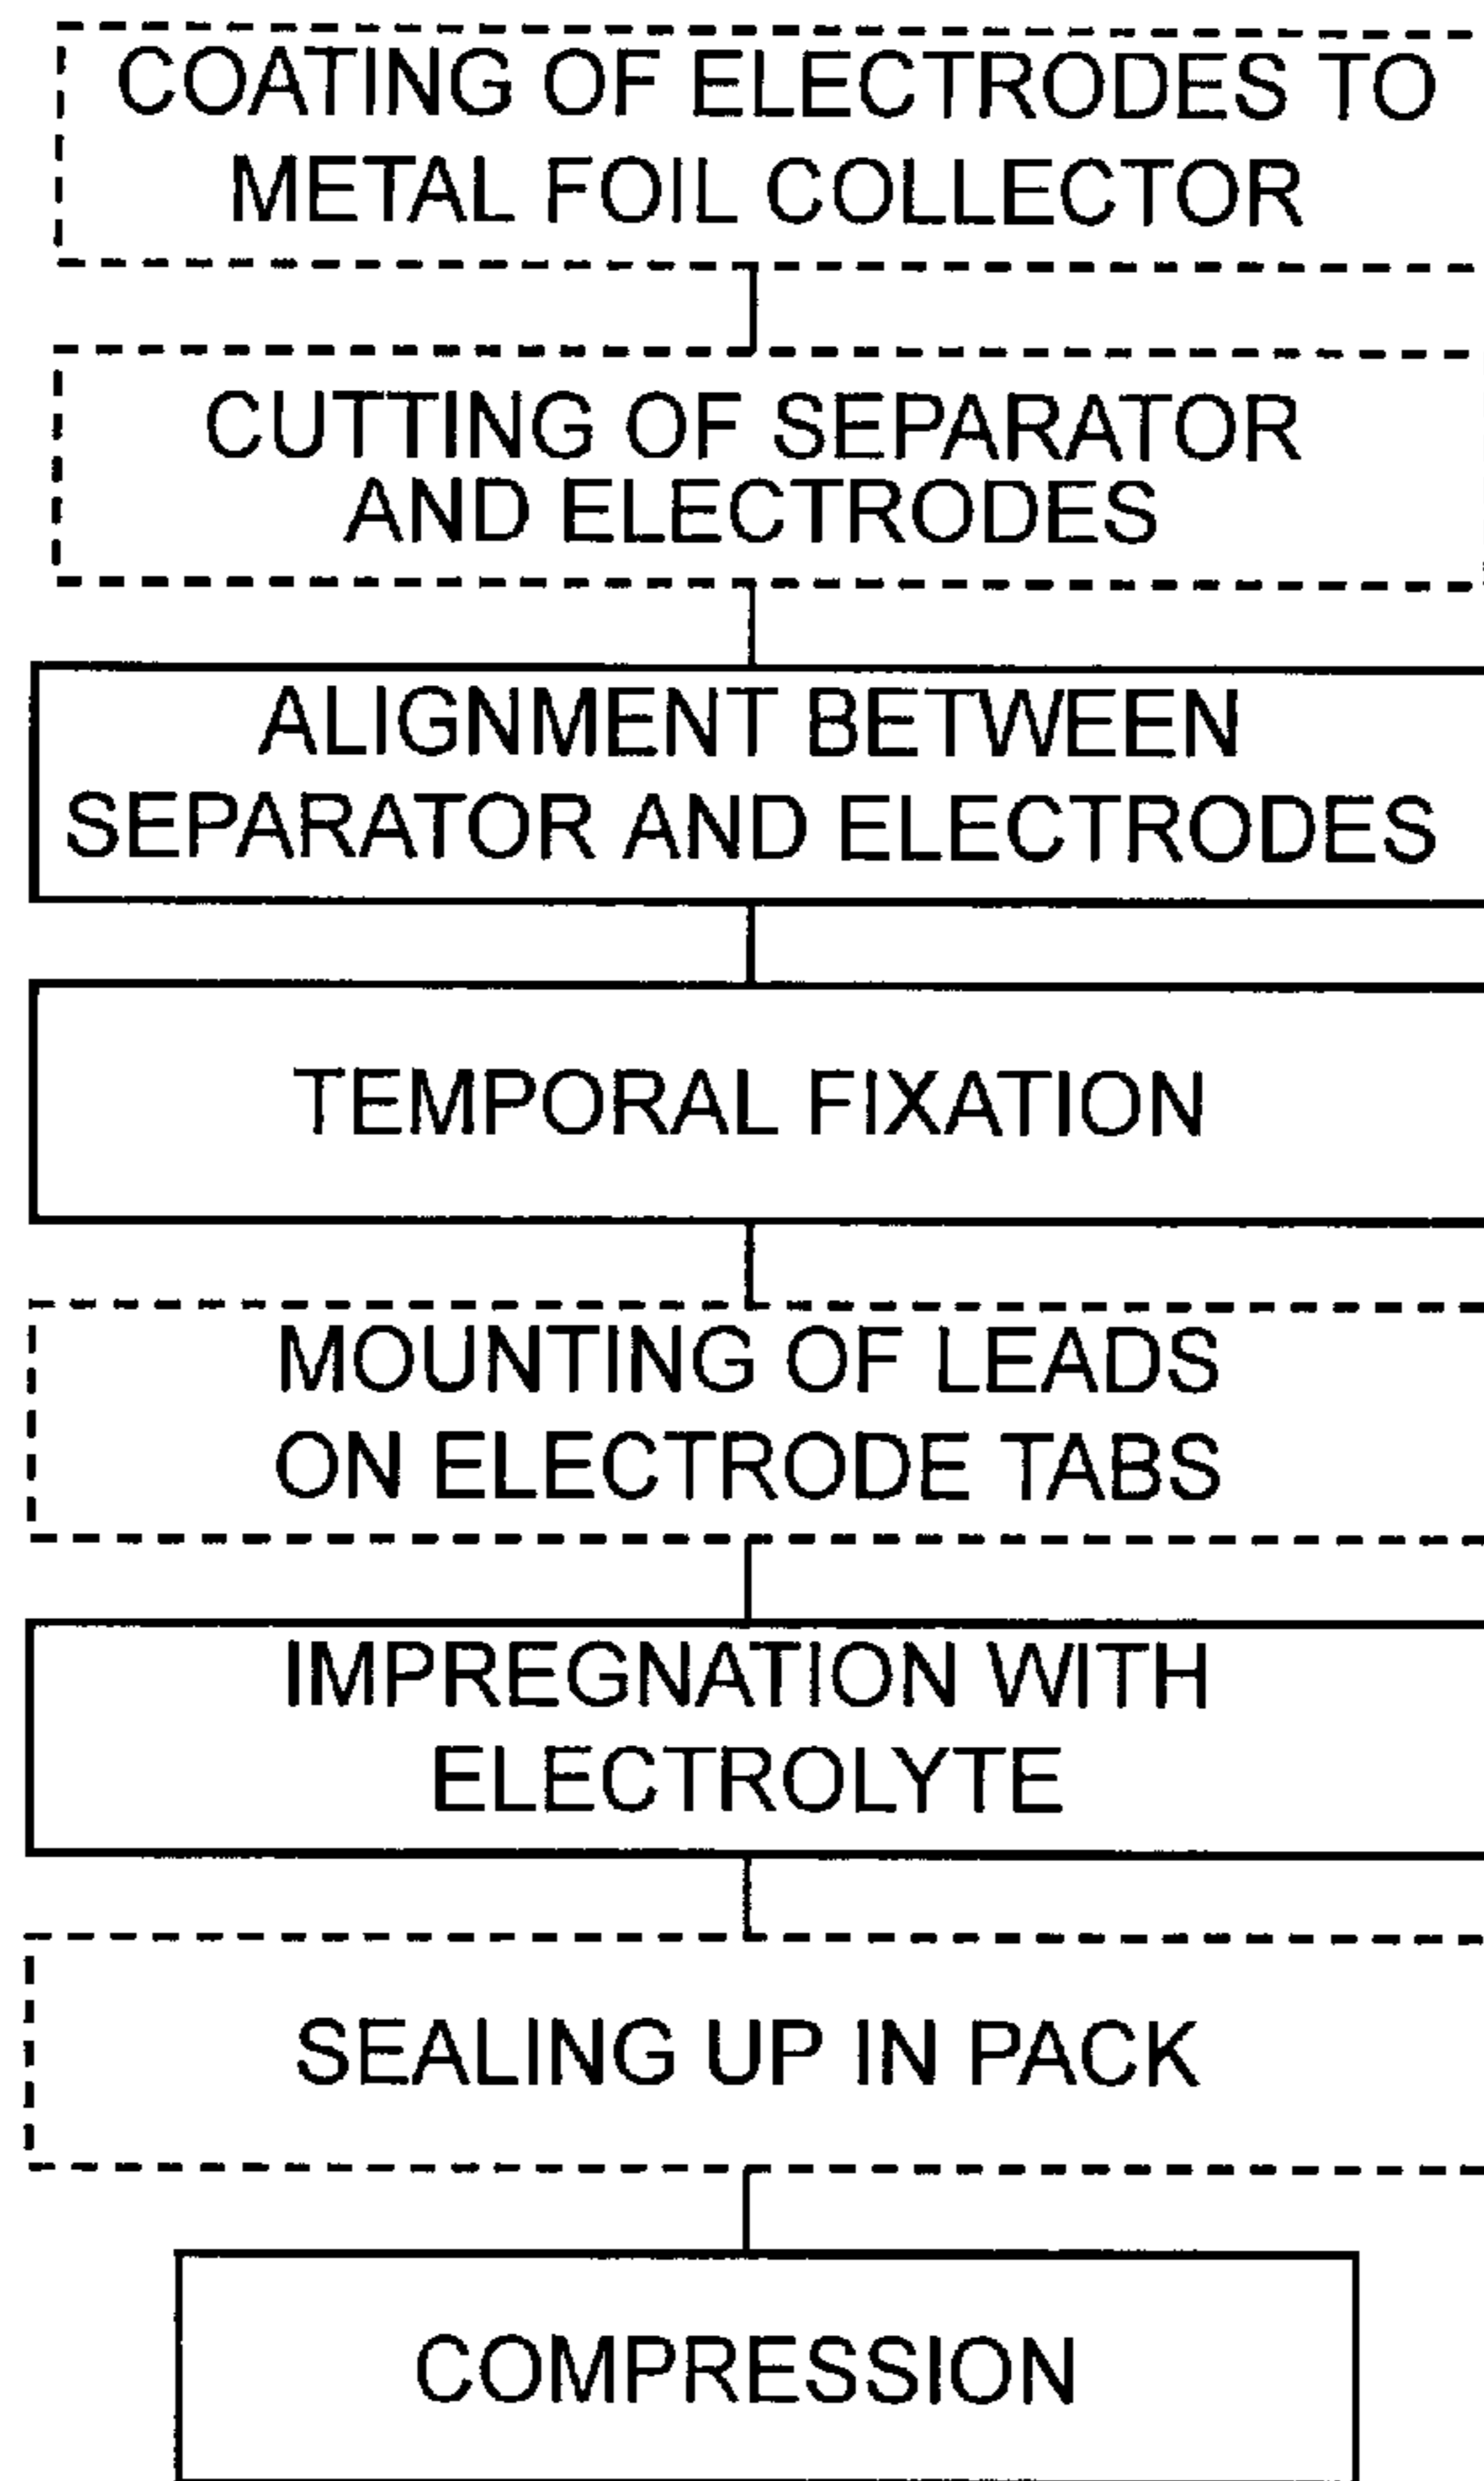 COATING OF ELECTRODES TO
METAL FOIL COLLECTOR
CUTTING OF SEPARATOR
AND ELECTRODES
ALIGNMENT BETWEEN
SEPARATOR AND ELECTRODES
TEMPORAL FIXATION
MOUNTING OF LEADS
ON ELECTRODE TABS
IMPREGNATION WITH
ELECTROLYTE
SEALING UP IN PACK
COMPRESSION